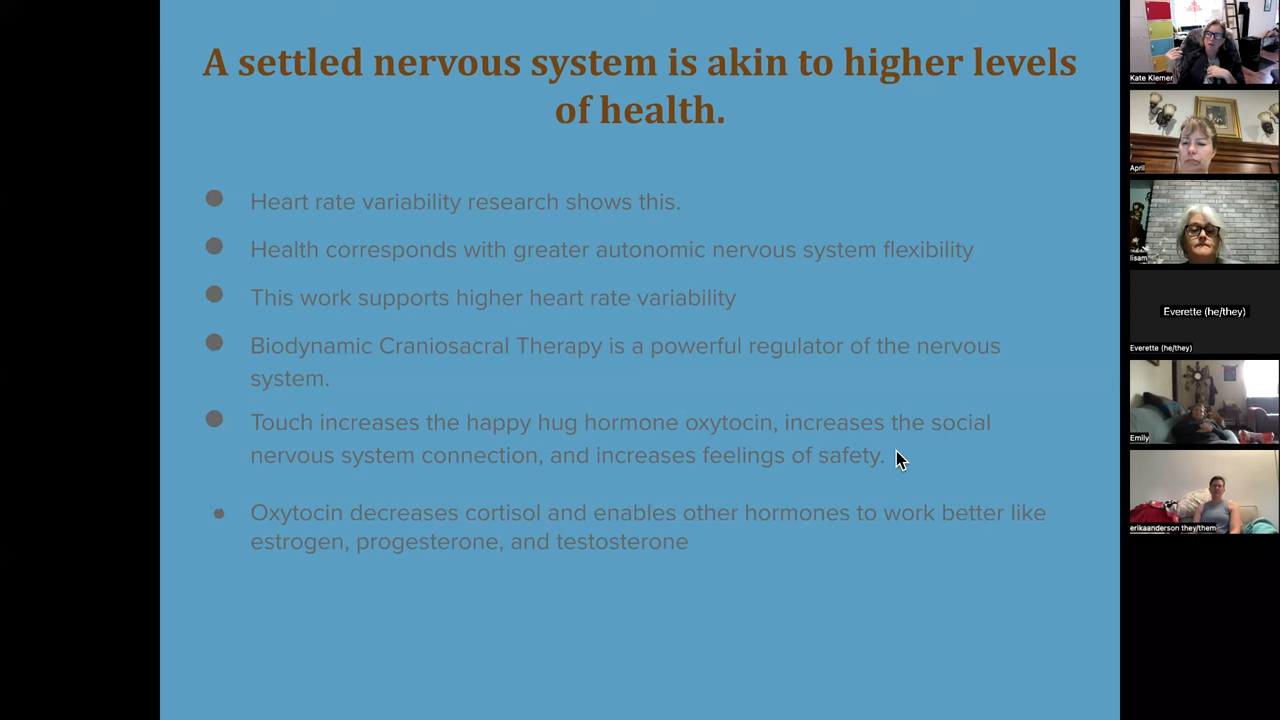 A settled nervous system is akin to higher levels
of health.
Heart rate variability research shows this.
Health corresponds with greater autonomic nervous system flexibility
This work supports higher heart rate variability
Biodynamic Craniosacral Therapy is a powerful regulator of the nervous
system.
Touch increases the happy hug hormone oxytocin, increases the social
nervous system connection, and increases feelings of safety.
Oxytocin decreases cortisol and enables other hormones to work better like
estrogen, progesterone, and testosterone
Kate Klemer
April
lisam
Everette (he/they)
Everette (he/they)
Emily
erikaanderson they/them